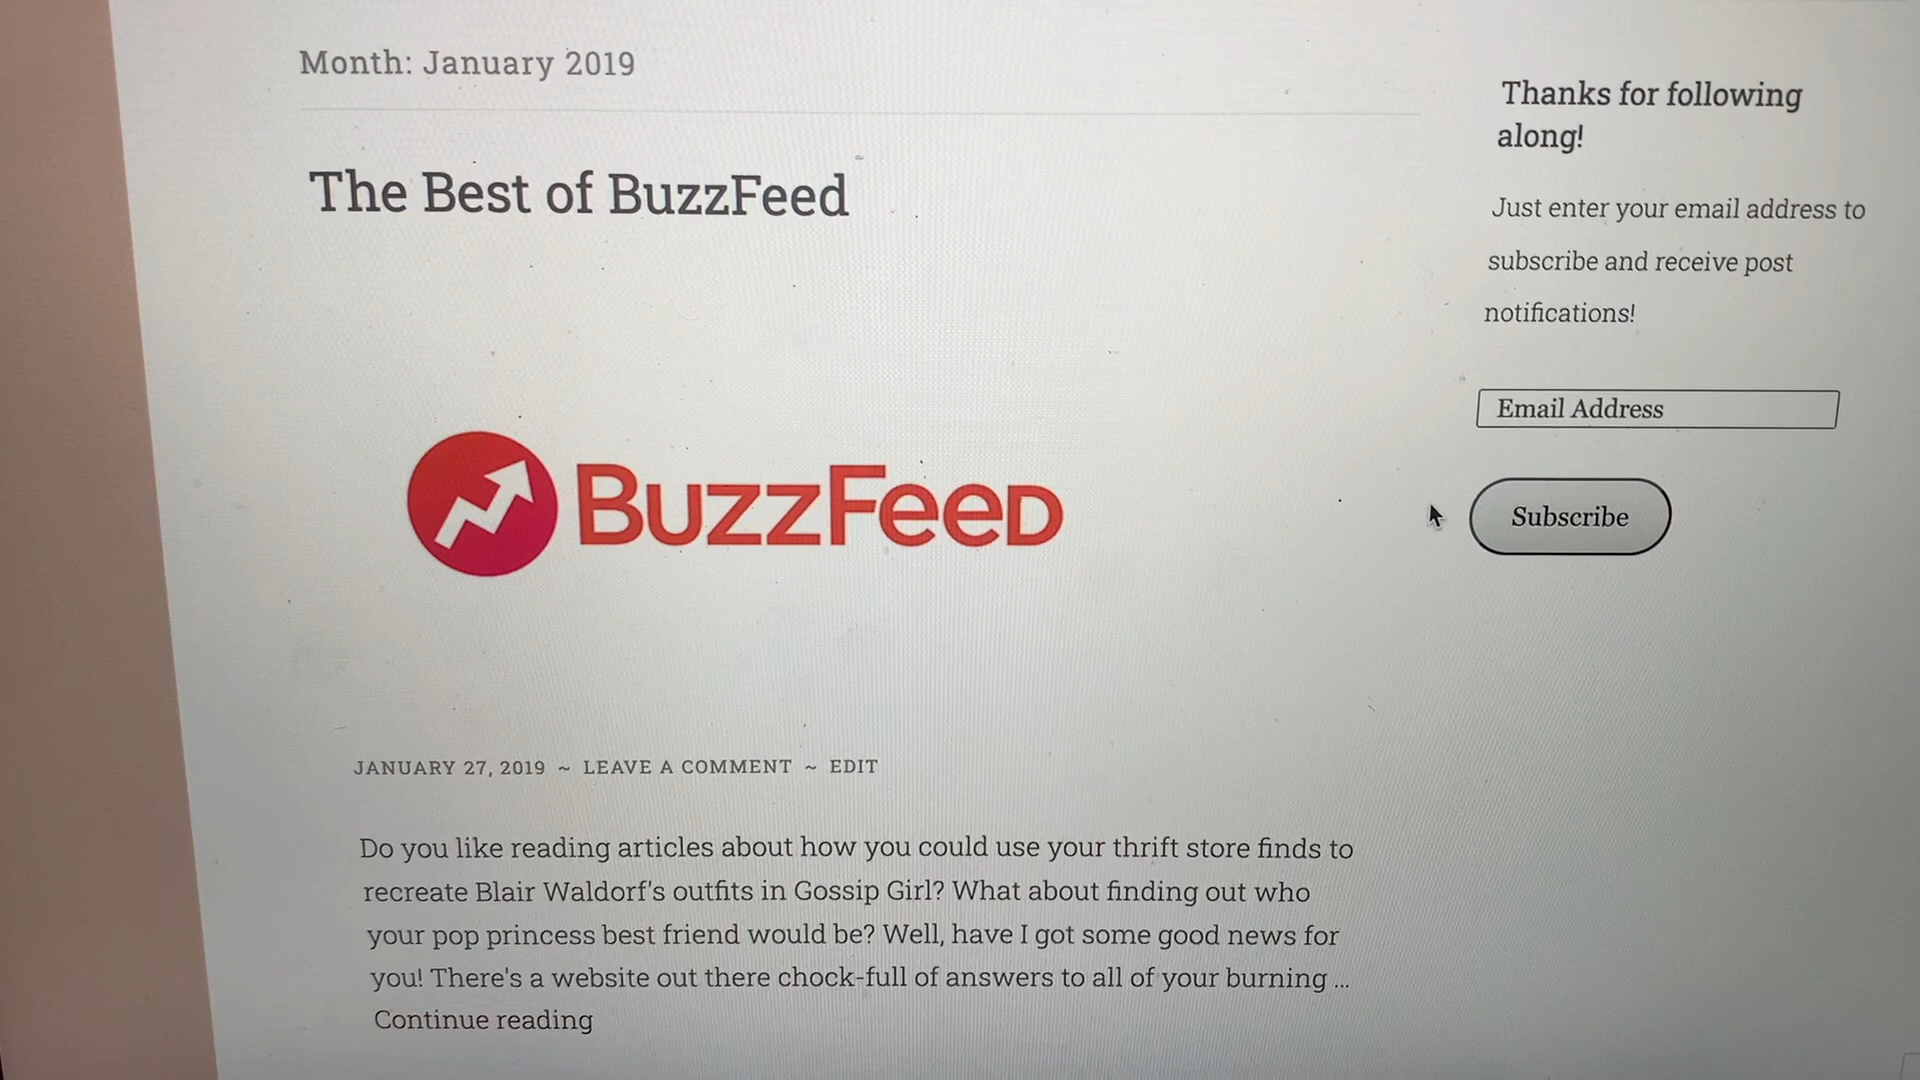 Month: January 2019
The Best of BuzzFeed
BuzzFeeD
JANUARY 27, 2019 ~ LEAVE A COMMENT ~ EDIT
Do you like reading articles about how you could use your thrift store finds to
recreate Blair Waldorf's outfits in Gossip Girl? What about finding out who
your pop princess best friend would be? Well, have I got some good news for
you! There's a website out there chock-full of answers to all of your burning ...
Continue reading
Thanks for following
along!
Just enter your email address to
subscribe and receive post
notifications!
Email Address
Subscribe